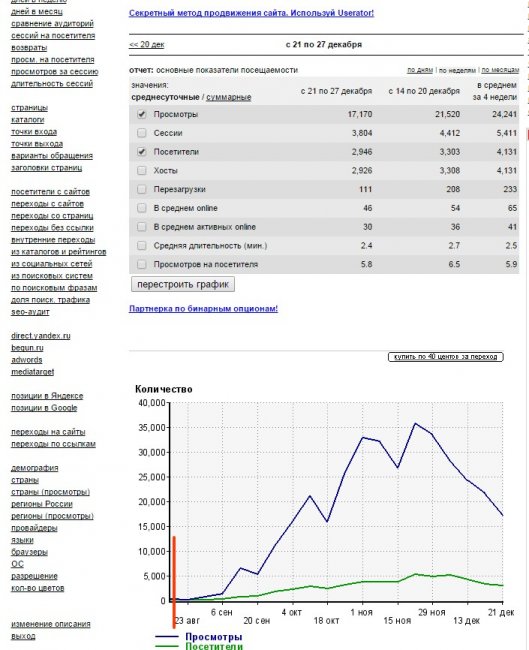 дней в неделю
дней в месяц
сравнение аудиторий
сессий на посетителя
возвраты
просм. на посетителя
просмотров за сессию
длительность сессий
страницы
каталоги
точки входа
точки выхода
варианты обращения
заголовки страниц
посетители с сайтов
переходы с сайтов
переходы со страниц
переходы без ссылки
внутренние переходы
из каталогов и рейтингов
из социальных сетей
из поисковых систем
по поисковым фразам
доля поиск. трафика
seo-аудит
direct.yandex.ru
begun.ru
adwords
mediatarget
позиции в Яндексе
позиции в Google
переходы на сайты
переходы по ссылкам
демография
страны
страны (просмотры)
регионы России
регионы (просмотры)
провайдеры
языки
браузеры
ОС
разрешение
кол-во цветов
изменение описания
выход
Секретный метод продвижения сайта. Используй Userator!
<< 20 дек с 21 по 27 декабря
отчет: основные показатели посещаемости по дням | по неделям | по месяцам
значения:
среднесуточные / суммарные с 21 по 27 декабря с 14 по 20 декабря в среднем за 4 недели
Просмотры 17,170 21,520 24,241
Сессии 3,804 4,412 5,411
Посетители 2,946 3,303 4,131
Хосты 2,926 3,308 4,131
Перезагрузки 111 208 233
В среднем online 46 54 65
В среднем активных online 30 36 41
Средняя длительность (мин.) 2.4 2.7 2.5
Просмотров на посетителя 5.8 6.5 5.9
перестроить график
Партнерка по бинарным опционам!
купить по 40 центов за переход
Количество
40,000
35,000
30,000
25,000
20,000
15,000
10,000
5,000
0
6 сен 4 окт 1 ноя 29 ноя 21 дек
23 авг 20 сен 18 окт 15 ноя 13 дек
Просмотры
Посетители